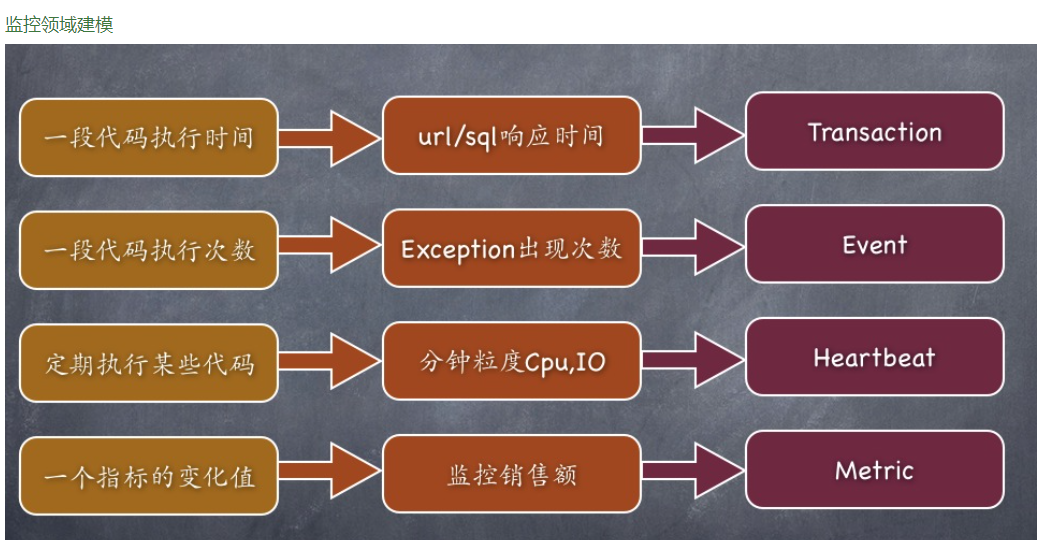 监控领域建模
一段代码执行时间
url/sql响应时间
Transaction
一段代码执行次数
Exception出现次数
Event
定期执行某些代码
分钟粒度Cpu,IO
Heartbeat
一个指标的变化值
监控销售额
Metric